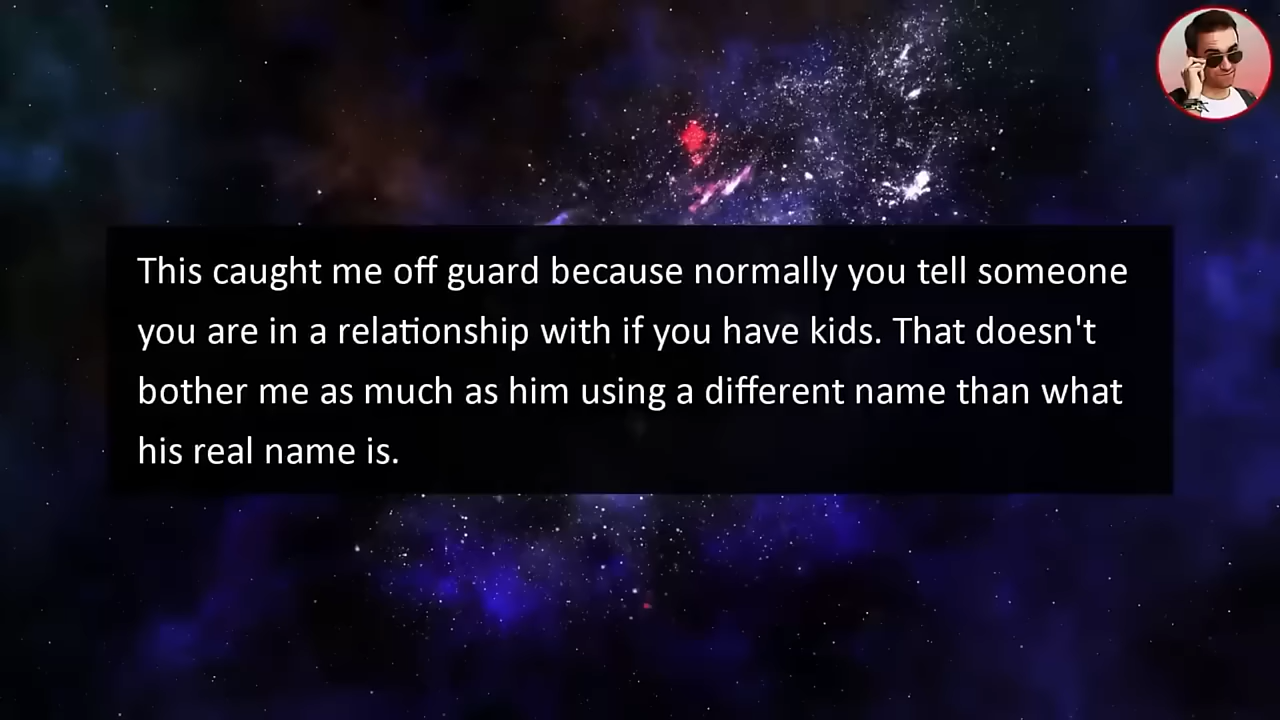 This caught me off guard because normally you tell someone
you are in a relationship with if you have kids. That doesn't
bother me as much as him using a different name than what
his real name is.